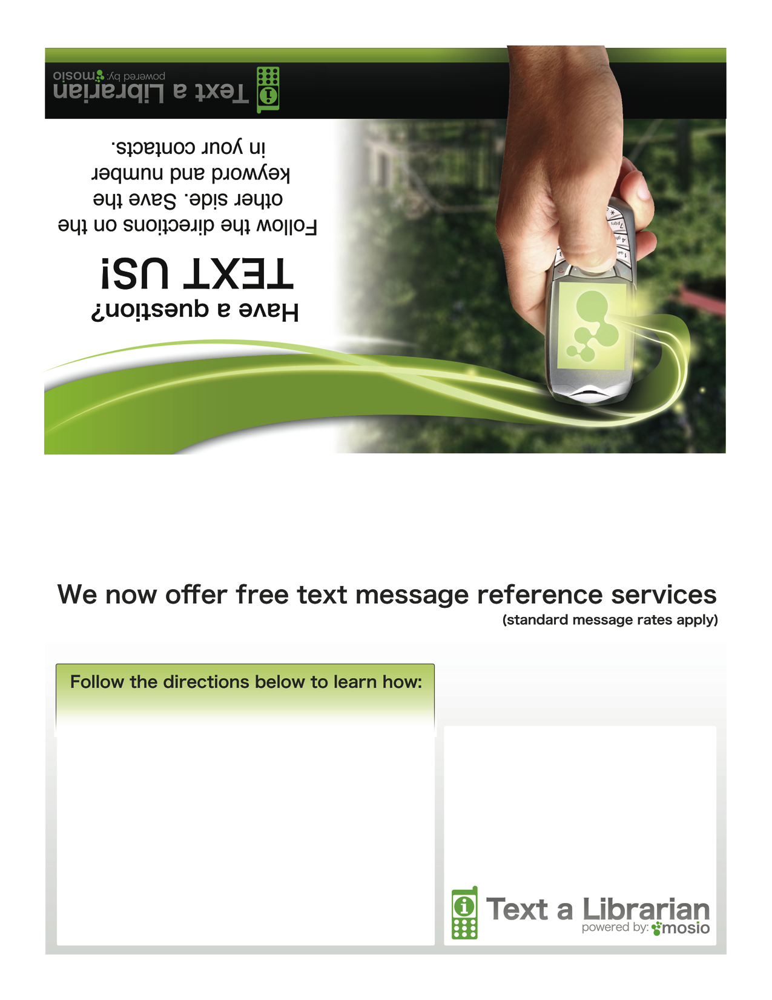 Have a question?
TEXT US!
Follow the directions on the
other side. Save the
keyword and number
in your contacts.
Text a Librarian
powered by: mosio
We now offer free text message reference services
(standard message rates apply)
Follow the directions below to learn how:
Text a Librarian
powered by: mosio